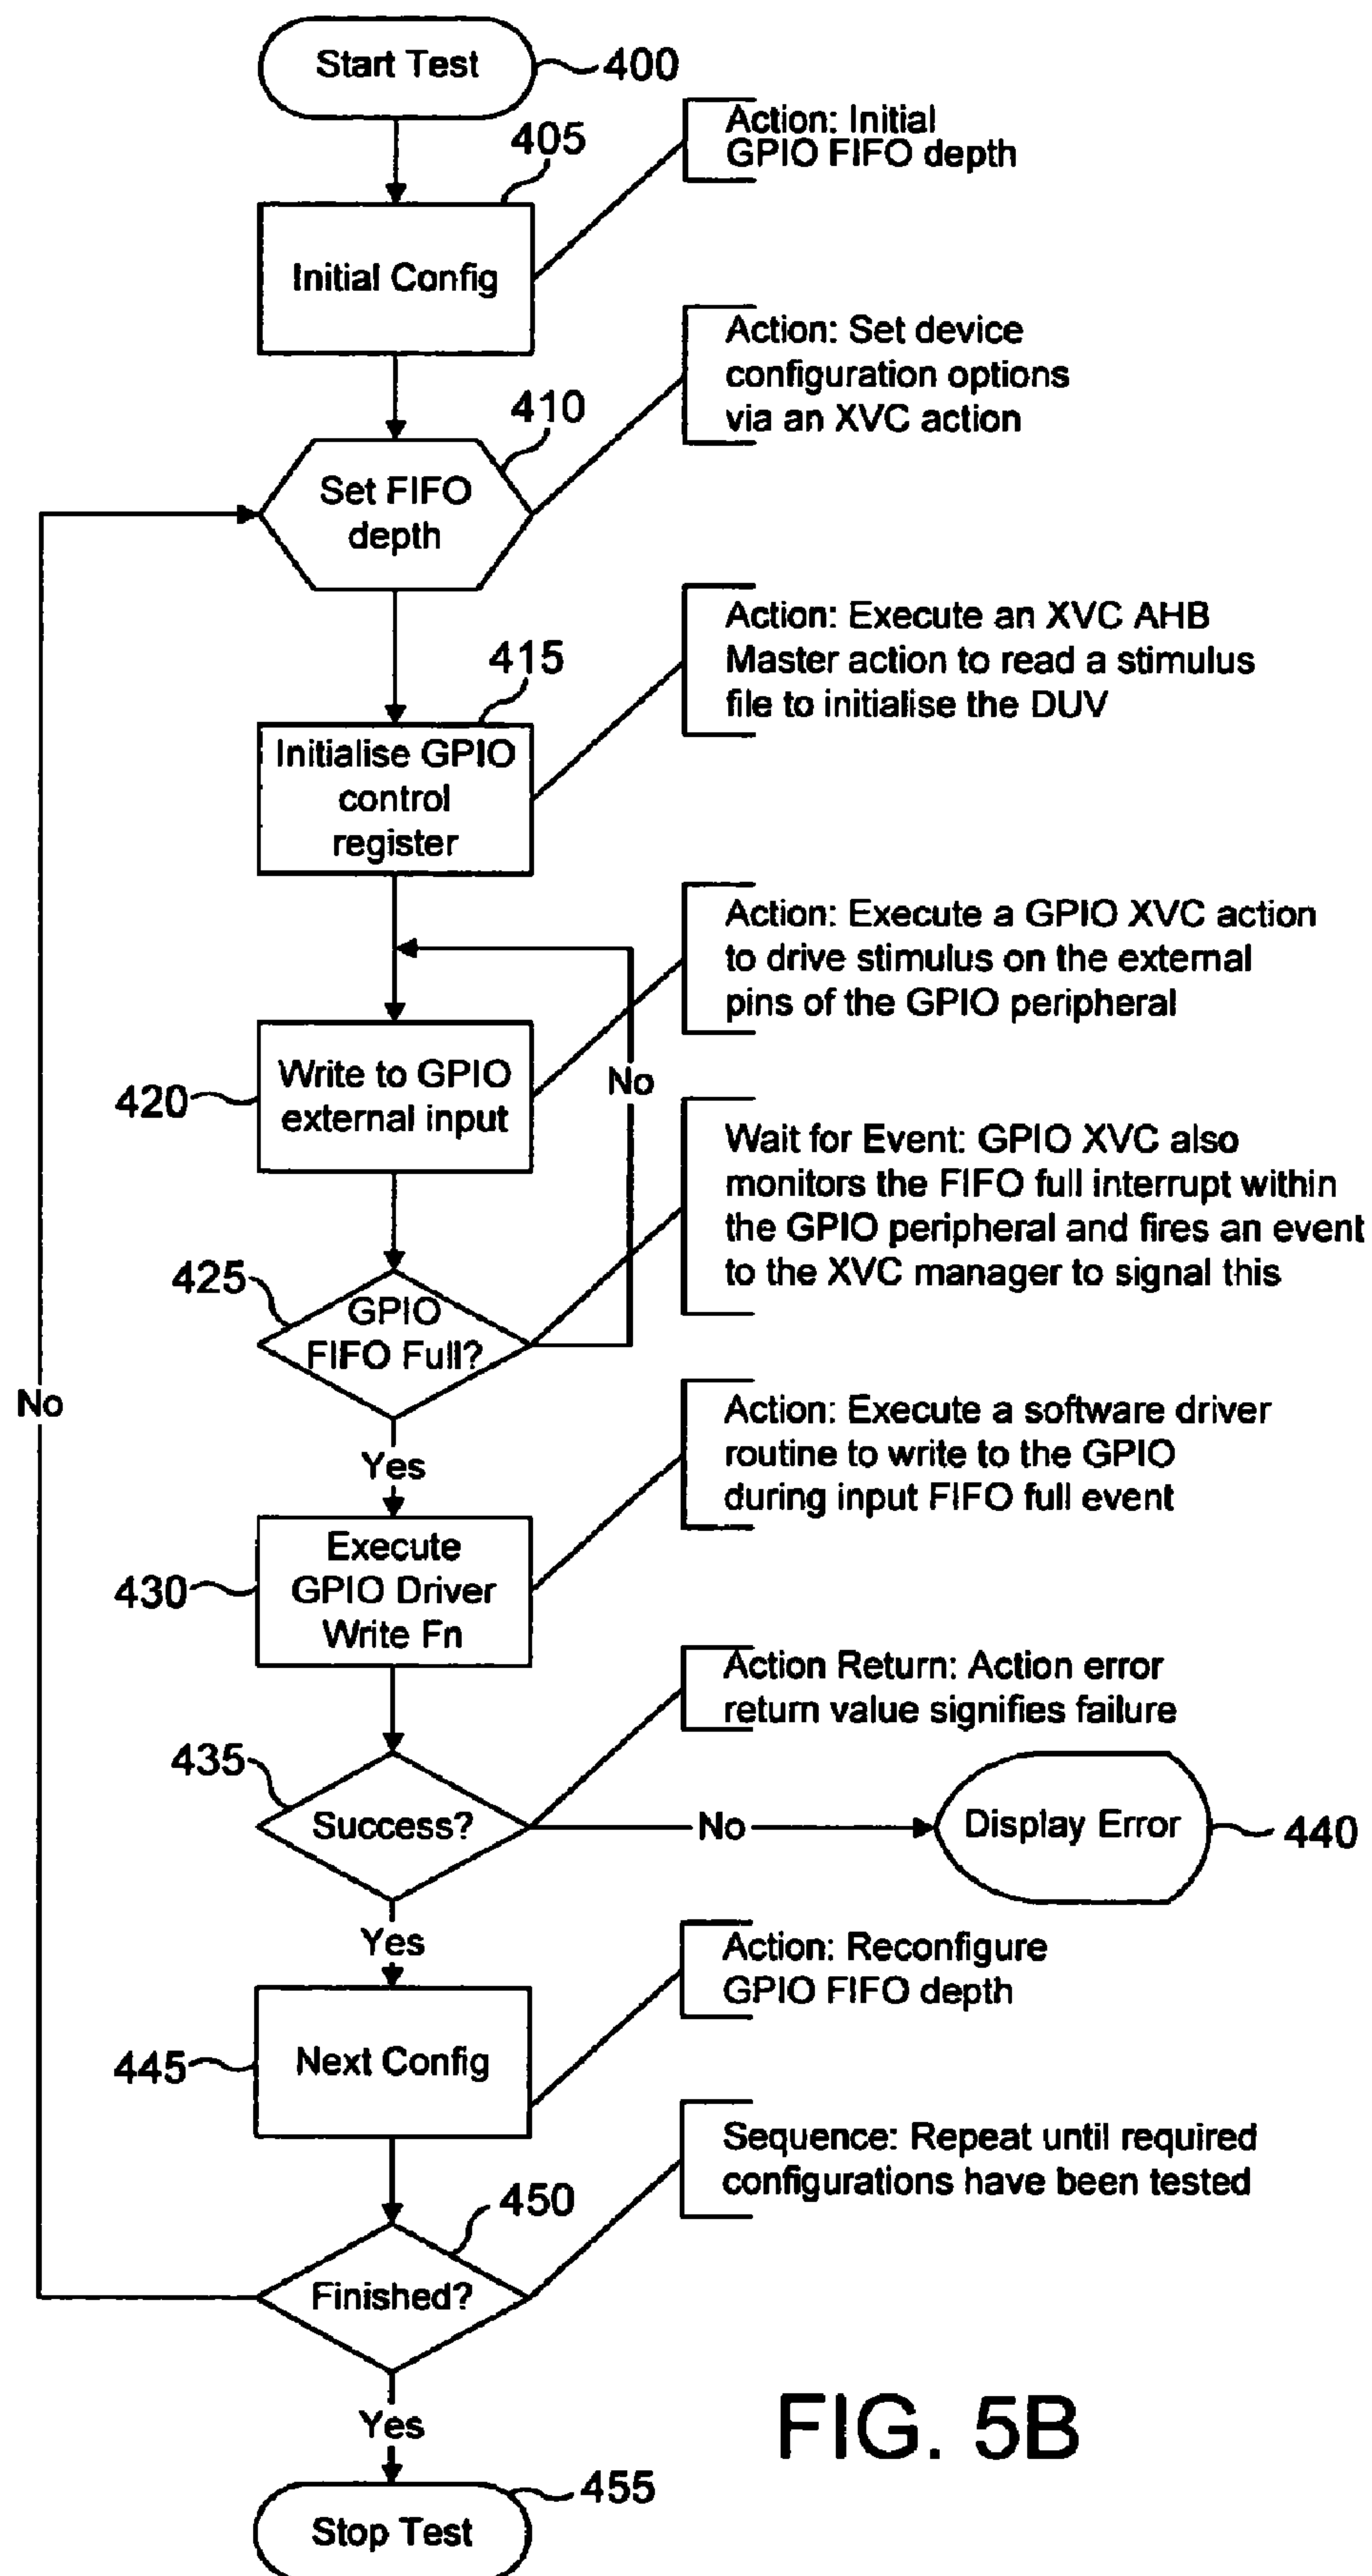 Start Test
400
405
Action: Initial
GPIO FIFO depth
Initial Config
Action: Set device
configuration options
via an XVC action
410
Set FIFO
depth
Action: Execute an XVC AHB
Master action to read a stimulus
file to initialise the DUV
415
Initialise GPIO
control
register
Action: Execute a GPIO XVC action
to drive stimulus on the external
pins of the GPIO peripheral
420
Write to GPIO
external input
No
Wait for Event: GPIO XVC also
monitors the FIFO full interrupt within
the GPIO peripheral and fires an event
to the XVC manager to signal this
425
GPIO
FIFO Full?
No
Yes
Action: Execute a software driver
routine to write to the GPIO
during input FIFO full event
430
Execute
GPIO Driver
Write Fn
Action Return: Action error
return value signifies failure
435
Success?
No
Display Error
440
Yes
Action: Reconfigure
GPIO FIFO depth
445
Next Config
Sequence: Repeat until required
configurations have been tested
450
Finished?
Yes
FIG. 5B
455
Stop Test